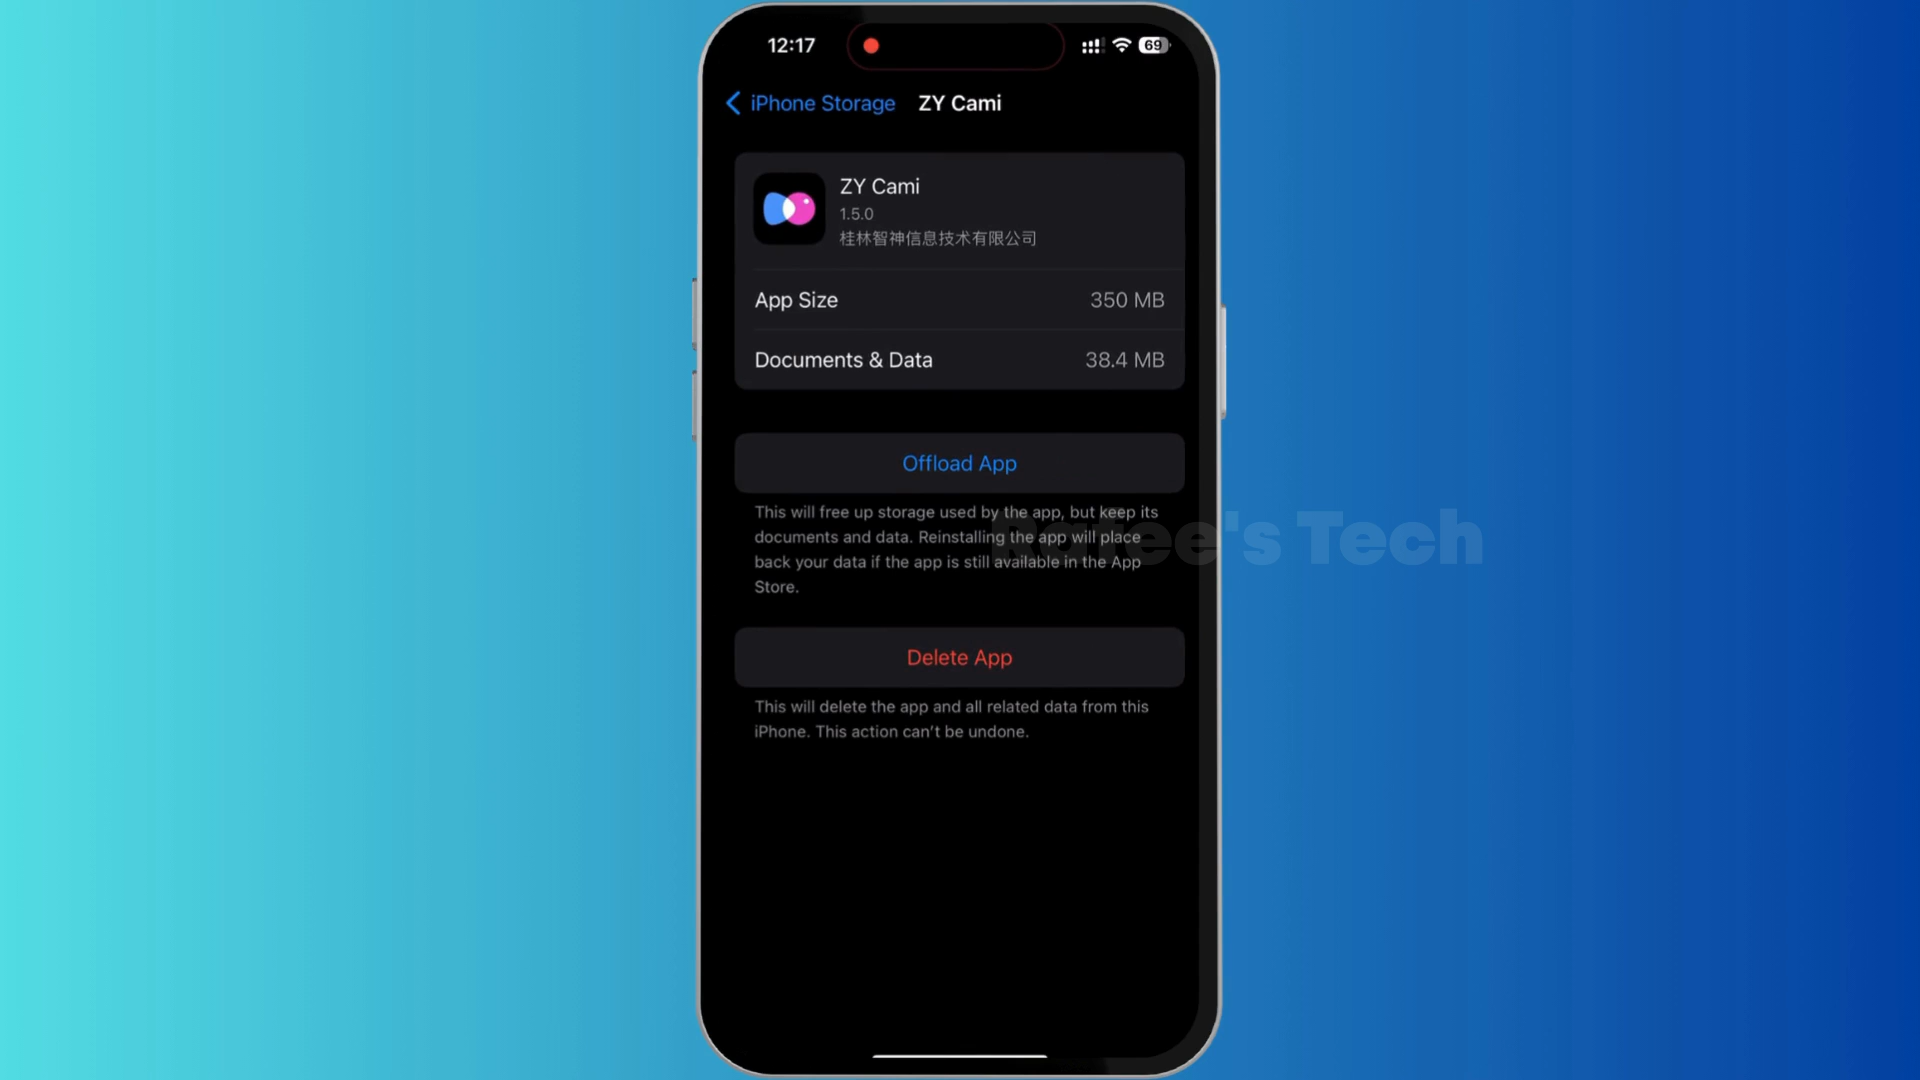 12:17
69
iPhone Storage ZY Cami
ZY Cami
1.5.0
桂林智神信息技术有限公司
App Size 350 MB
Documents & Data 38.4 MB
Offload App
This will free up storage used by the app, but keep its
documents and data. Reinstalling the app will place
back your data if the app is still available in the App
Store.
Rafee's Tech
Delete App
This will delete the app and all related data from this
iPhone. This action can't be undone.